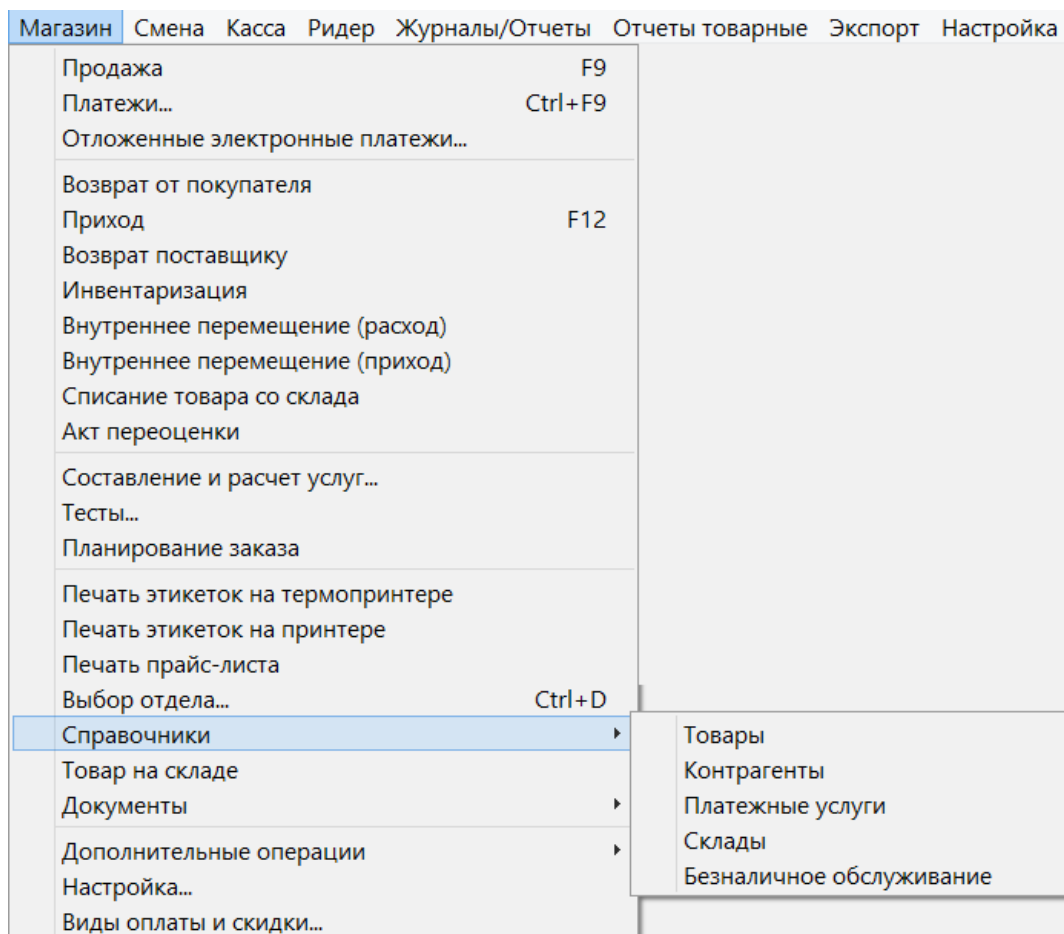 Магазин Смена Касса Ридер Журналы/Отчеты Отчеты товарные Экспорт Настройка
Продажа F9
Платежи... Ctrl+F9
Отложенные электронные платежи...
Возврат от покупателя
Приход F12
Возврат поставщику
Инвентаризация
Внутреннее перемещение (расход)
Внутреннее перемещение (приход)
Списание товара со склада
Акт переоценки
Составление и расчет услуг...
Тесты...
Планирование заказа
Печать этикеток на термопринтере
Печать этикеток на принтере
Печать прайс-листа
Выбор отдела... Ctrl+D
Справочники
Товар на складе
Документы
Дополнительные операции
Настройка...
Виды оплаты и скидки...
Товары
Контрагенты
Платежные услуги
Склады
Безналичное обслуживание